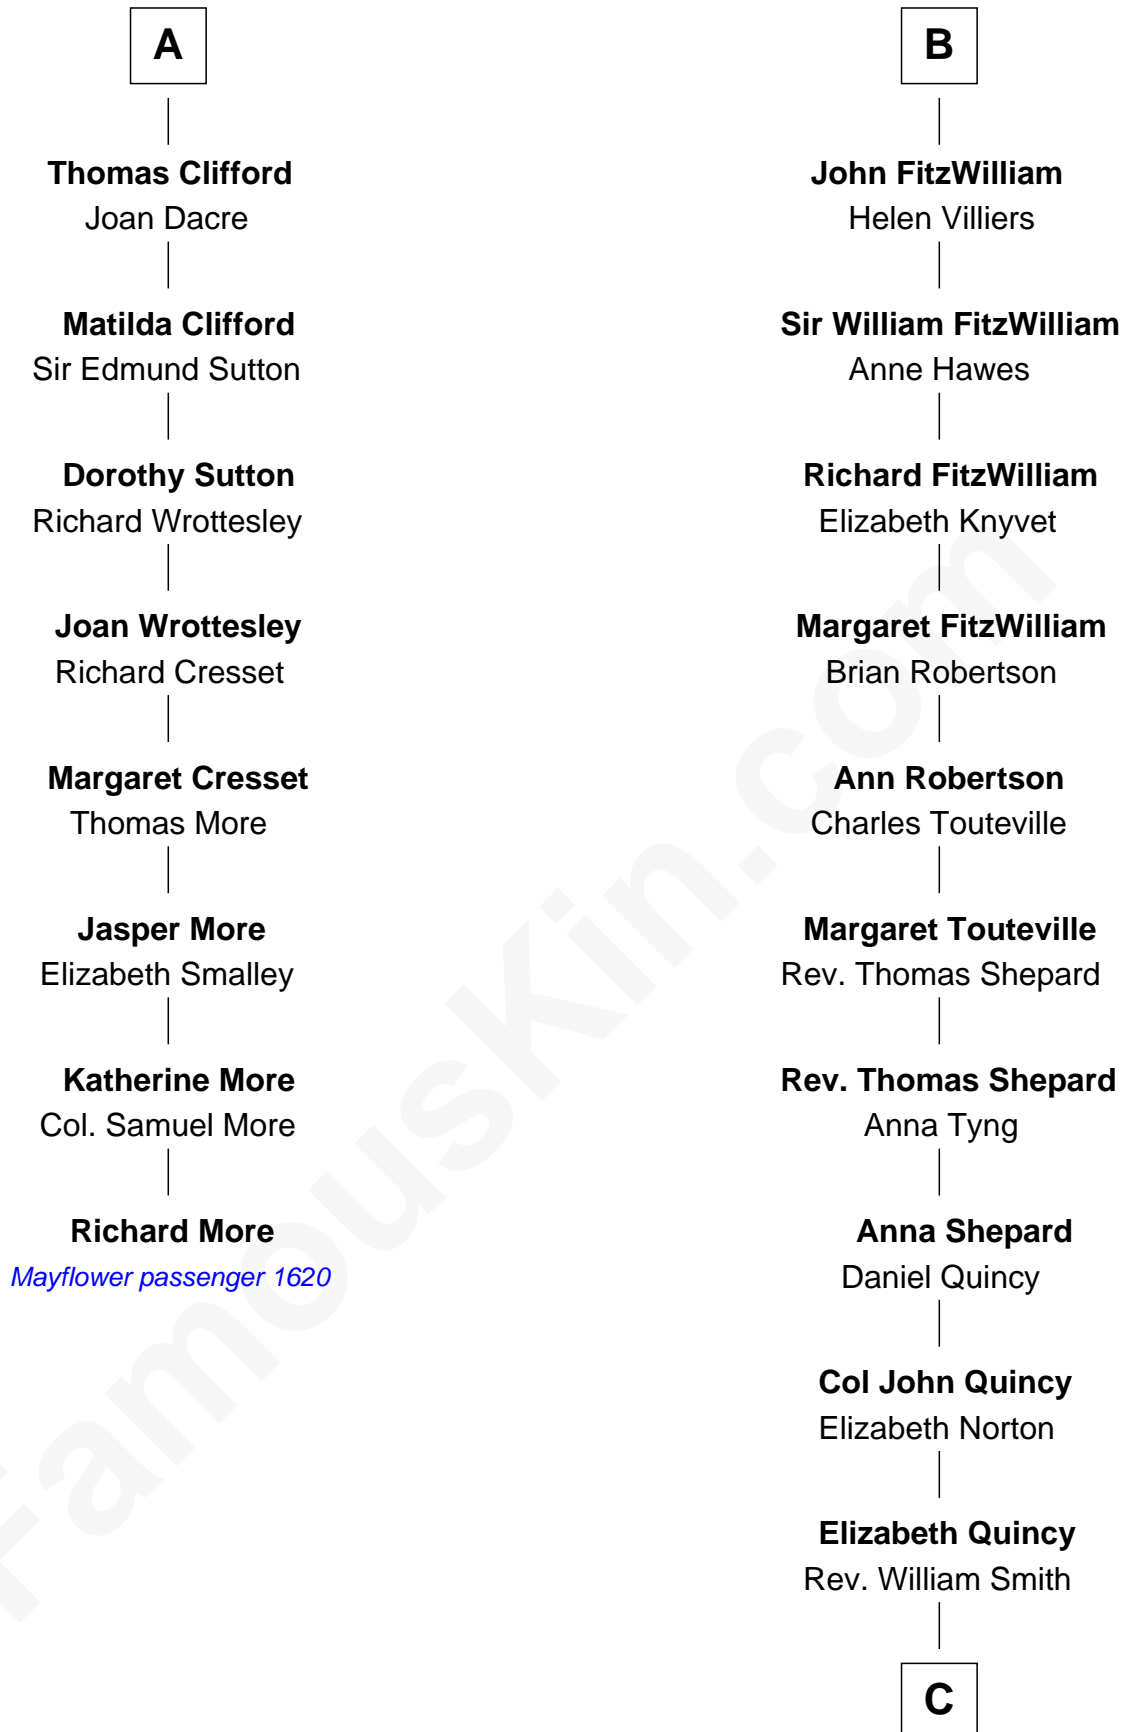 A
Thomas Clifford
Joan Dacre
Matilda Clifford
Sir Edmund Sutton
Dorothy Sutton
Richard Wrottesley
Joan Wrottesley
Richard Cresset
Margaret Cresset
Thomas More
Jasper More
Elizabeth Smalley
Katherine More
Col. Samuel More
Richard More
Mayflower passenger 1620
B
John FitzWilliam
Helen Villiers
Sir William FitzWilliam
Anne Hawes
Richard FitzWilliam
Elizabeth Knyvet
Margaret FitzWilliam
Brian Robertson
Ann Robertson
Charles Touteville
Margaret Touteville
Rev. Thomas Shepard
Rev. Thomas Shepard
Anna Tyng
Anna Shepard
Daniel Quincy
Col John Quincy
Elizabeth Norton
Elizabeth Quincy
Rev. William Smith
C
FamousKin.com